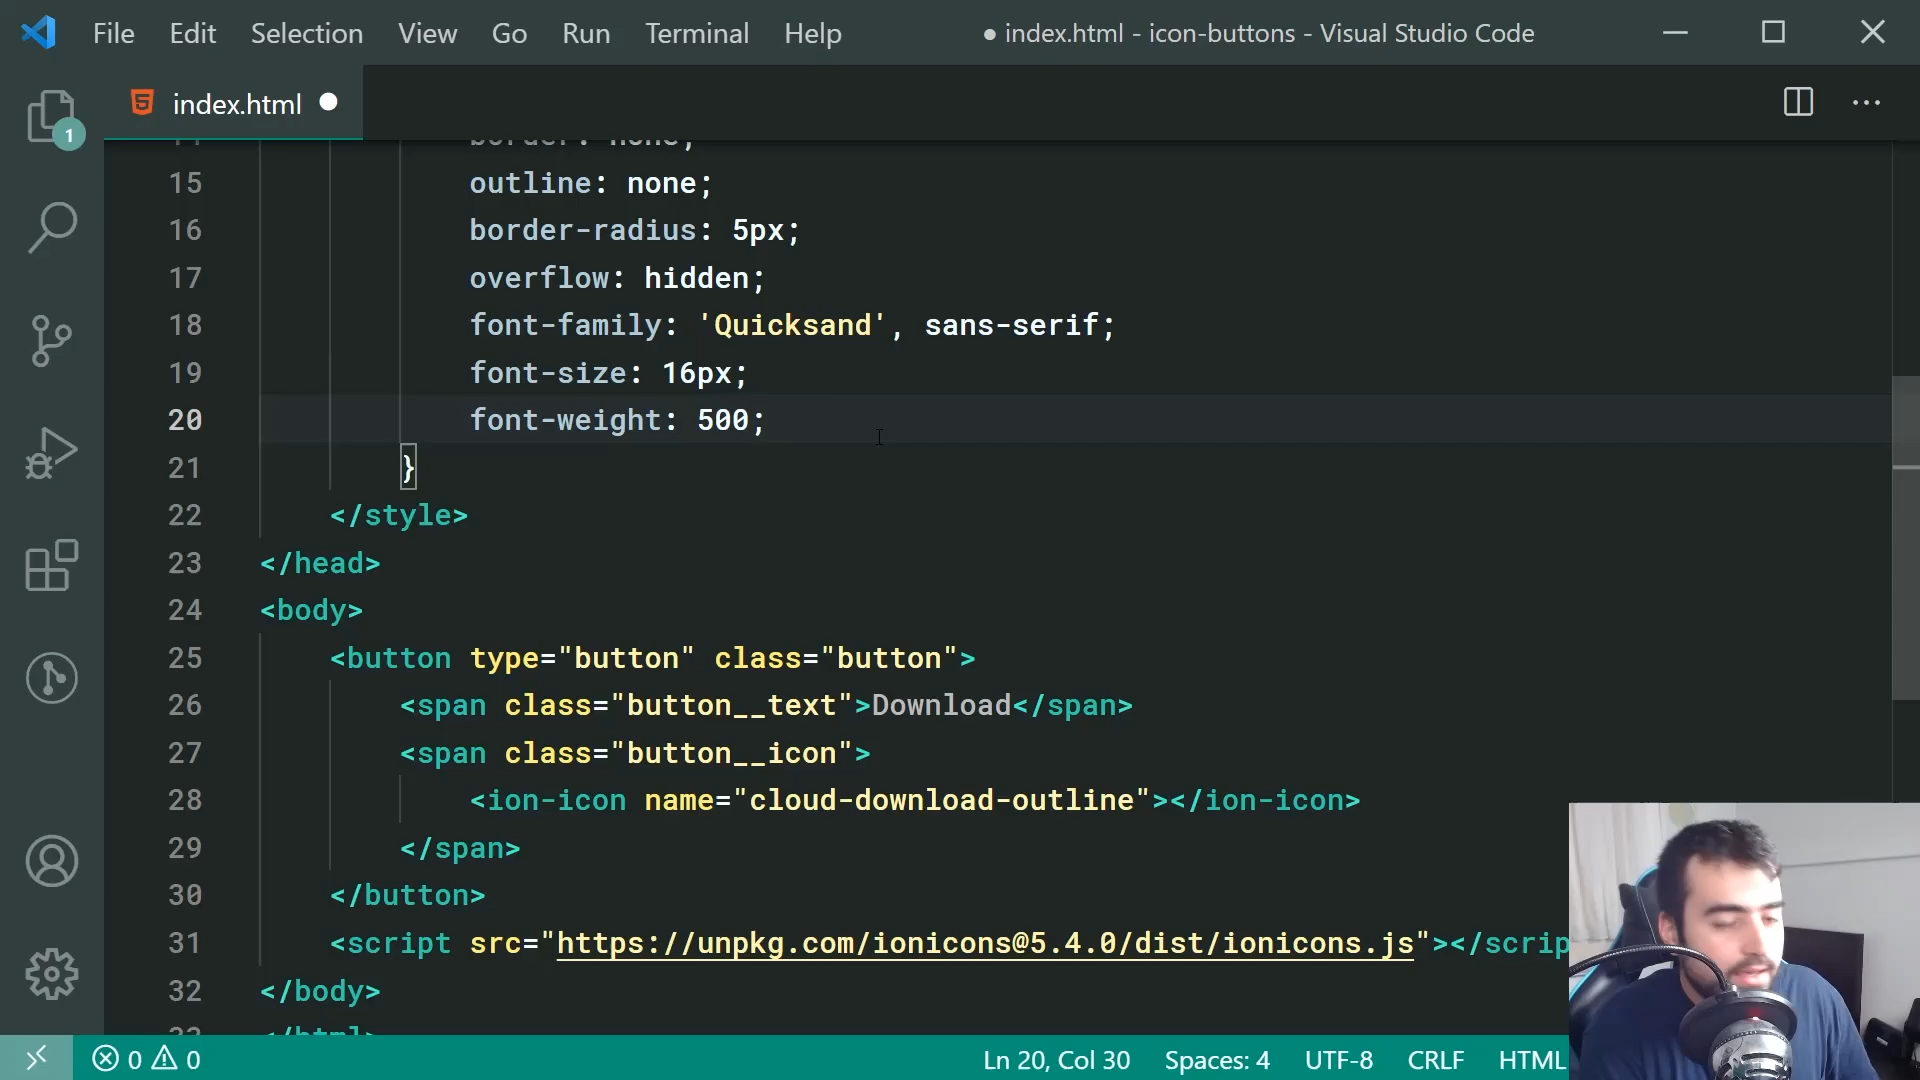 File Edit Selection View Go Run Terminal Help ● index.html - icon-buttons - Visual Studio Code
index.html
1
border: none;
15 outline: none;
16 border-radius: 5px;
17 overflow: hidden;
18 font-family: 'Quicksand', sans-serif;
19 font-size: 16px;
20 font-weight: 500;
21 }
22 </style>
23 </head>
24 <body>
25 <button type="button" class="button">
26 <span class="button__text">Download</span>
27 <span class="button__icon">
28 <ion-icon name="cloud-download-outline"></ion-icon>
29 </span>
30 </button>
31 <script src="https://unpkg.com/ionicons@5.4.0/dist/ionicons.js"></scrip
32 </body>
33 </html>
0 0 Ln 20, Col 30 Spaces: 4 UTF-8 CRLF HTML